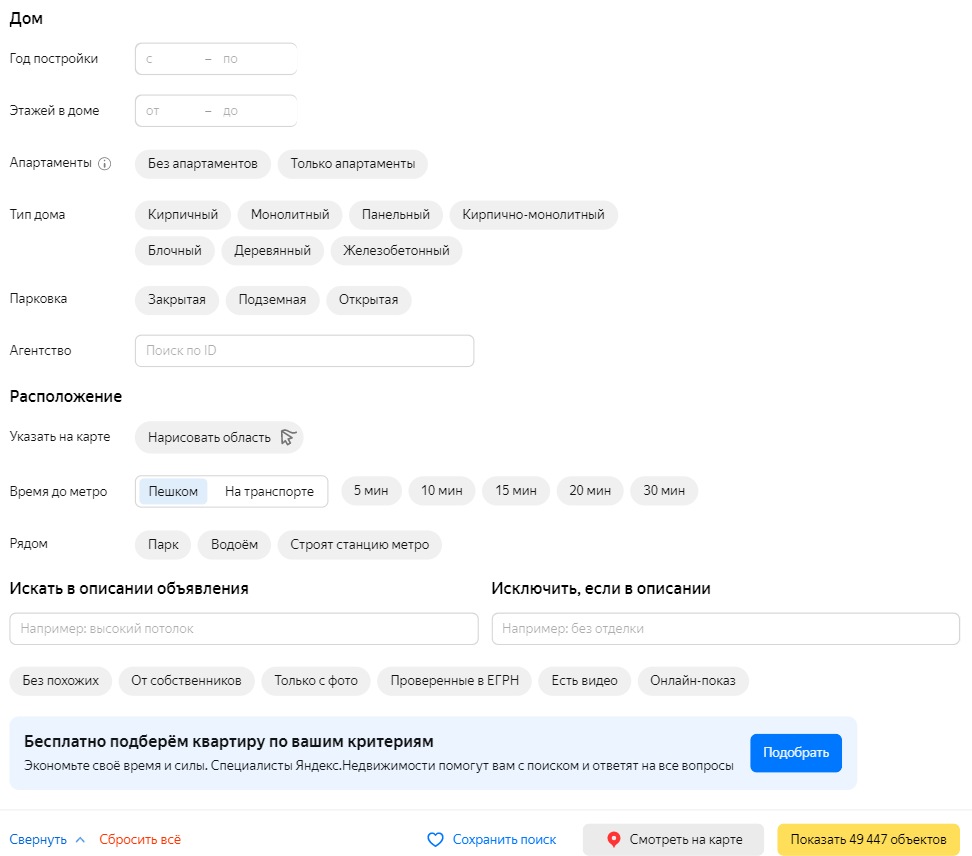 Дом
Год постройки с – по
Этажей в доме от – до
Апартаменты Без апартаментов Только апартаменты
Тип дома Кирпичный Монолитный Панельный Кирпично-монолитный
Блочный Деревянный Железобетонный
Парковка Закрытая Подземная Открытая
Агентство Поиск по ID
Расположение
Указать на карте Нарисовать область
Время до метро Пешком На транспорте 5 мин 10 мин 15 мин 20 мин 30 мин
Рядом Парк Водоём Строят станцию метро
Искать в описании объявления Исключить, если в описании
Например: высокий потолок Например: без отделки
Без похожих От собственников Только с фото Проверенные в ЕГРН Есть видео Онлайн-показ
Бесплатно подберём квартиру по вашим критериям
Экономьте своё время и силы. Специалисты Яндекс.Недвижимости помогут вам с поиском и ответят на все вопросы
Подобрать
Свернуть Сбросить всё Сохранить поиск Смотреть на карте Показать 49 447 объектов